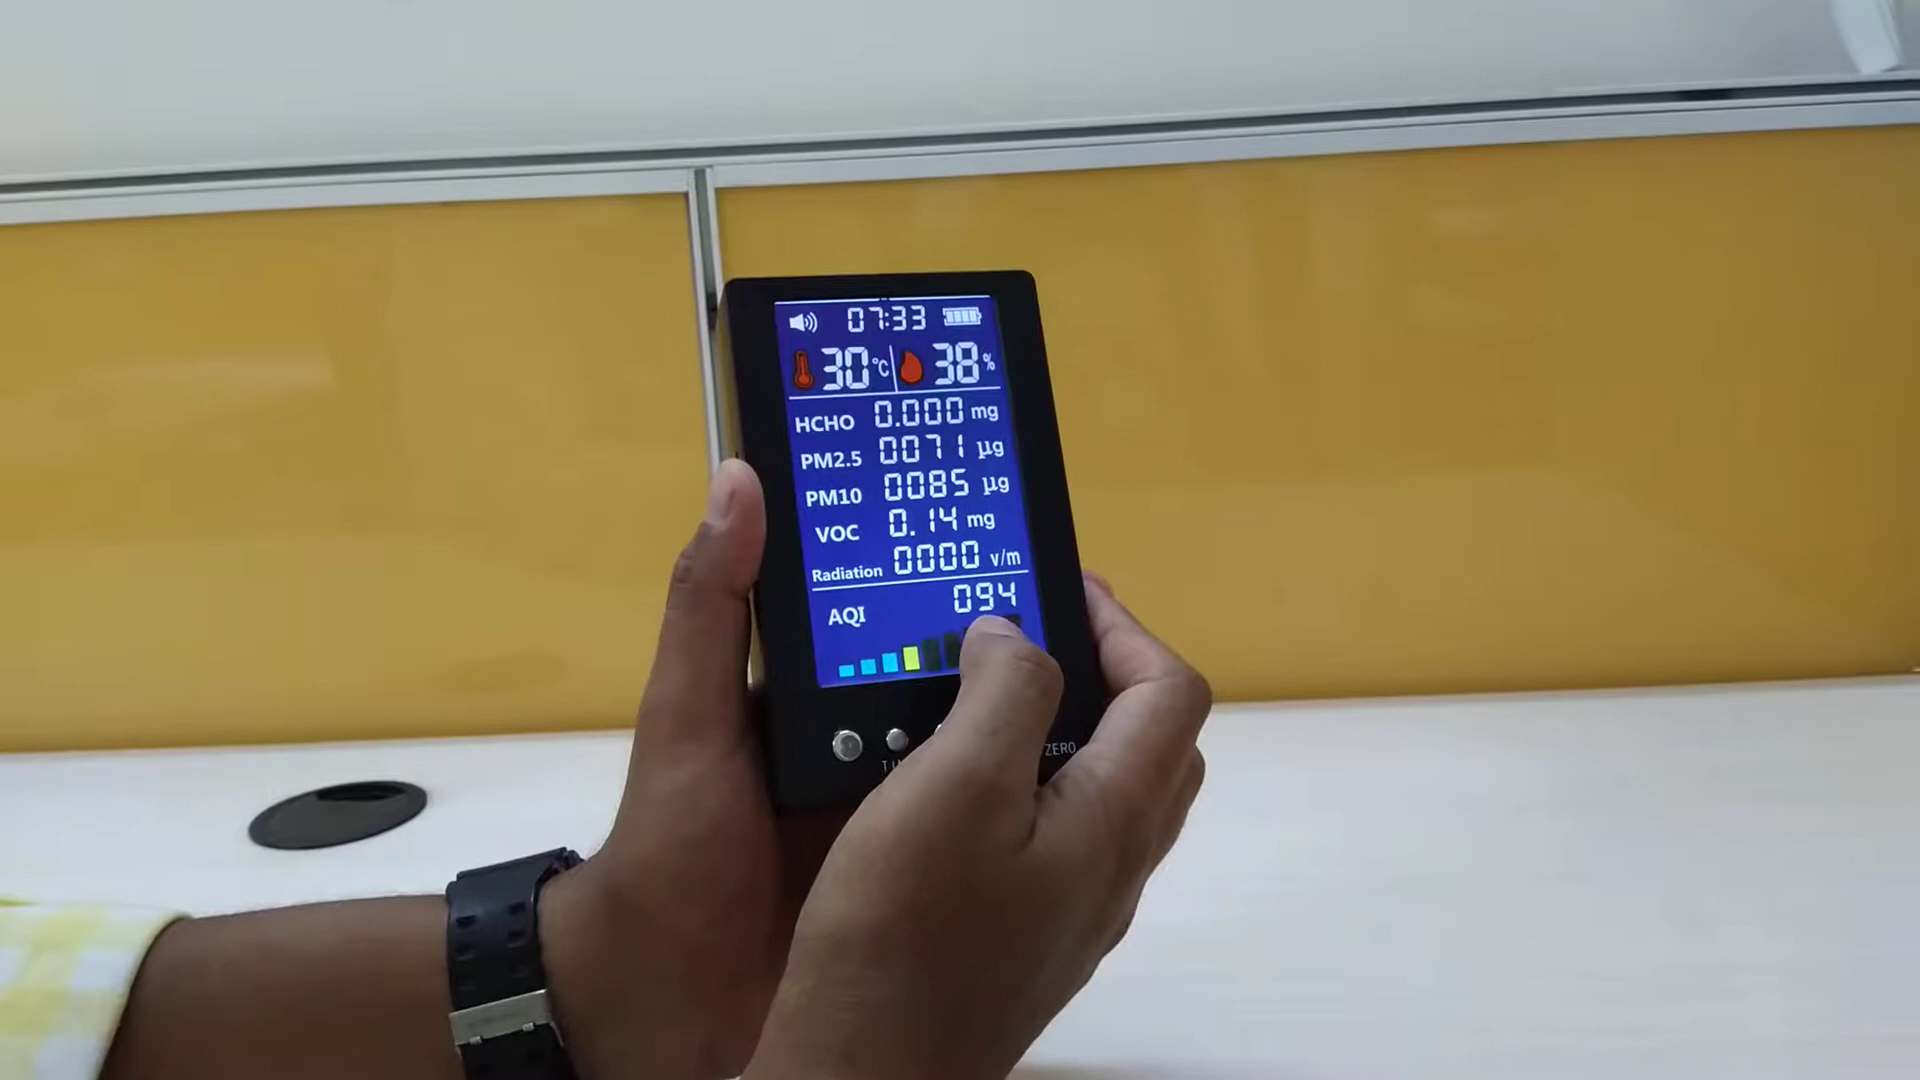 07:33
30 °C 38 %
HCHO 0.000 mg
PM2.5 0071 µg
PM10 0085 µg
VOC 0.14 mg
Radiation 0000 v/m
AQI 094
ZERO